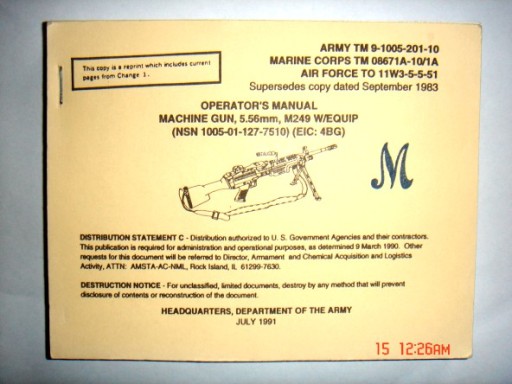 This copy is a reprint which includes current
pages from Change 1.
ARMY TM 9-1005-201-10
MARINE CORPS TM 08671A-10/1A
AIR FORCE TO 11W3-5-5-51
Supersedes copy dated September 1983
OPERATOR'S MANUAL
MACHINE GUN, 5.56mm, M249 W/EQUIP
(NSN 1005-01-127-7510) (EIC: 4BG)
M
DISTRIBUTION STATEMENT C - Distribution authorized to U. S. Government Agencies and their contractors.
This publication is required for administration and operational purposes, as determined 9 March 1990. Other
requests for this document will be referred to Director, Armament and Chemical Acquisition and Logistics
Activity, ATTN: AMSTA-AC-NML, Rock Island, IL 61299-7630.
DESTRUCTION NOTICE - For unclassified, limited documents, destroy by any method that will prevent
disclosure of contents or reconstruction of the document.
HEADQUARTERS, DEPARTMENT OF THE ARMY
JULY 1991
15 12:26AM